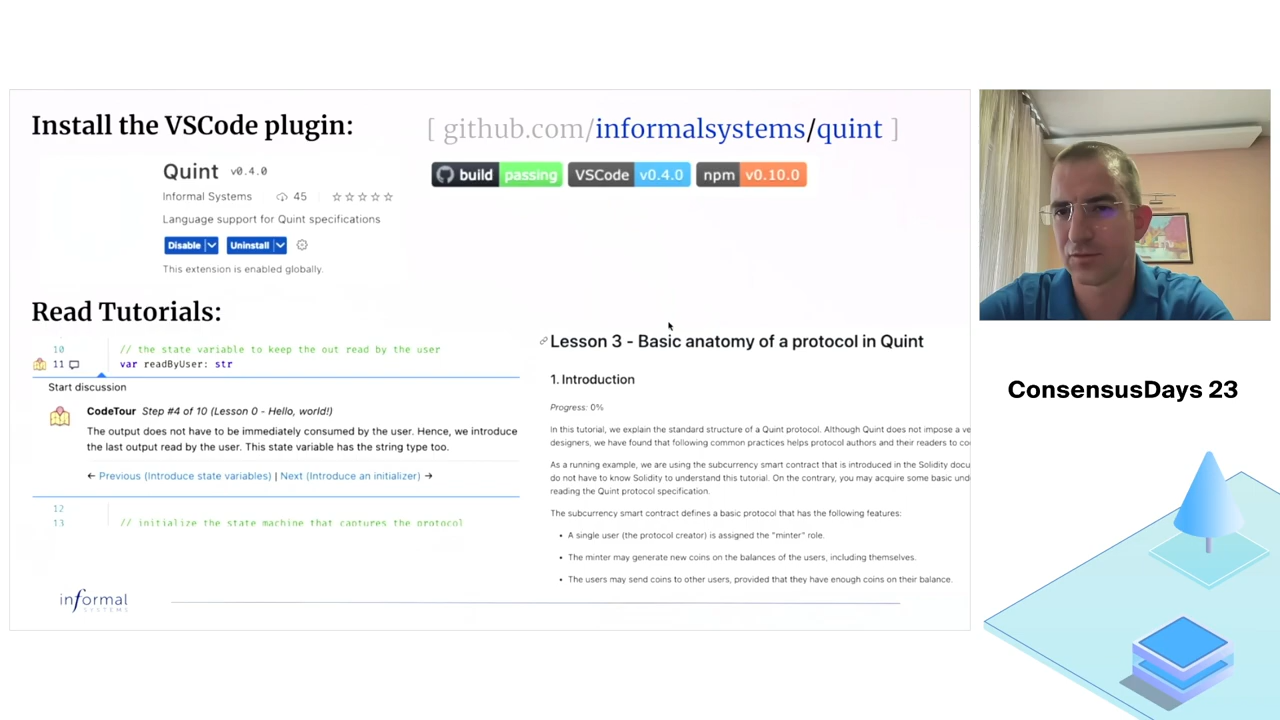 Install the VSCode plugin:
[ github.com/informalsystems/quint ]
Quint v0.4.0
Informal Systems 45
Language support for Quint specifications
Disable Uninstall
This extension is enabled globally.
build passing VSCode v0.4.0 npm v0.10.0
Read Tutorials:
10 // the state variable to keep the out read by the user
11 var readByUser: str
Start discussion
CodeTour Step #4 of 10 (Lesson 0 - Hello, world!)
The output does not have to be immediately consumed by the user. Hence, we introduce
the last output read by the user. This state variable has the string type too.
← Previous (Introduce state variables) | Next (Introduce an initializer) →
12
13 // initialize the state machine that captures the protocol
Lesson 3 - Basic anatomy of a protocol in Quint
1. Introduction
Progress: 0%
In this tutorial, we explain the standard structure of a Quint protocol. Although Quint does not impose a ve
designers, we have found that following common practices helps protocol authors and their readers to co
As a running example, we are using the subcurrency smart contract that is introduced in the Solidity docu
do not have to know Solidity to understand this tutorial. On the contrary, you may acquire some basic und
reading the Quint protocol specification.
The subcurrency smart contract defines a basic protocol that has the following features:
• A single user (the protocol creator) is assigned the "minter" role.
• The minter may generate new coins on the balances of the users, including themselves.
• The users may send coins to other users, provided that they have enough coins on their balance.
informal
SYSTEMS
ConsensusDays 23